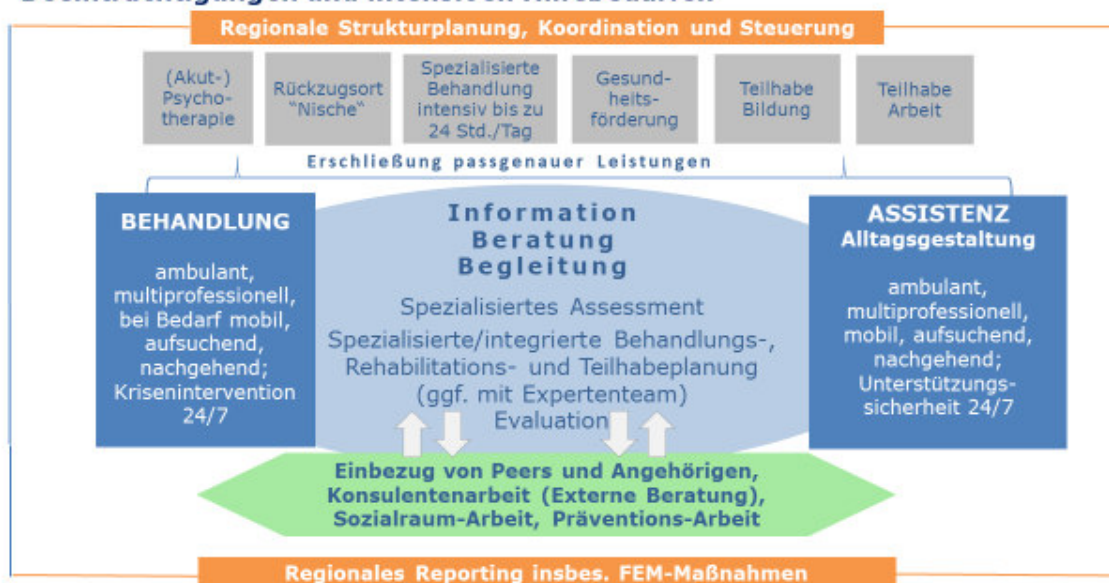 Beeinträchtigungen und intensiven Hilfebedarfen
Regionale Strukturplanung, Koordination und Steuerung
(Akut-)
Psycho-
therapie
Rückzugsort
"Nische"
Spezialisierte
Behandlung
intensiv bis zu
24 Std./Tag
Gesund-
heits-
förderung
Teilhabe
Bildung
Teilhabe
Arbeit
Erschließung passgenauer Leistungen
BEHANDLUNG
ambulant,
multiprofessionell,
bei Bedarf mobil,
aufsuchend,
nachgehend;
Krisenintervention
24/7
Information
Beratung
Begleitung
Spezialisiertes Assessment
Spezialisierte/integrierte Behandlungs-,
Rehabilitations- und Teilhabeplanung
(ggf. mit Expertenteam)
Evaluation
ASSISTENZ
Alltagsgestaltung
ambulant,
multiprofessionell,
mobil, aufsuchend,
nachgehend;
Unterstützungs-
sicherheit 24/7
Einbezug von Peers und Angehörigen,
Konsulentenarbeit (Externe Beratung),
Sozialraum-Arbeit, Präventions-Arbeit
Regionales Reporting insbes. FEM-Maßnahmen